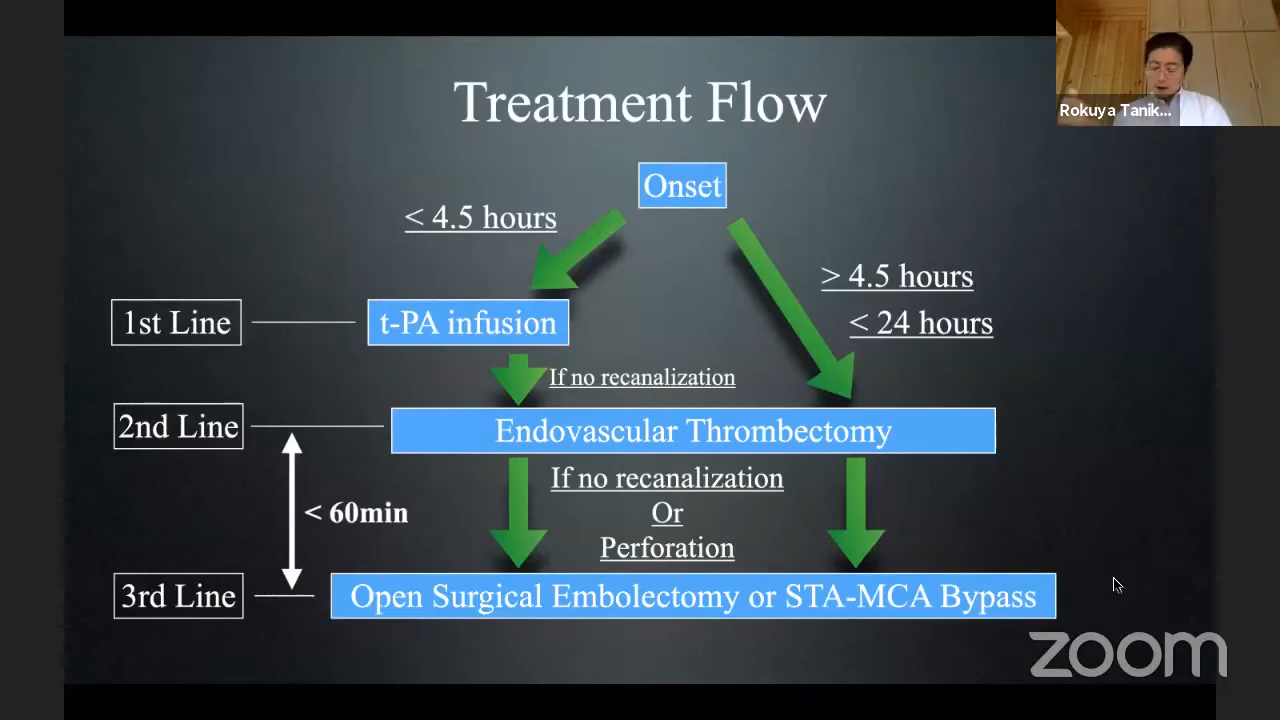 Rokuya Tanik...
Treatment Flow
Onset
< 4.5 hours
> 4.5 hours
< 24 hours
1st Line
t-PA infusion
If no recanalization
2nd Line
Endovascular Thrombectomy
If no recanalization
Or
Perforation
< 60min
3rd Line
Open Surgical Embolectomy or STA-MCA Bypass
zoom